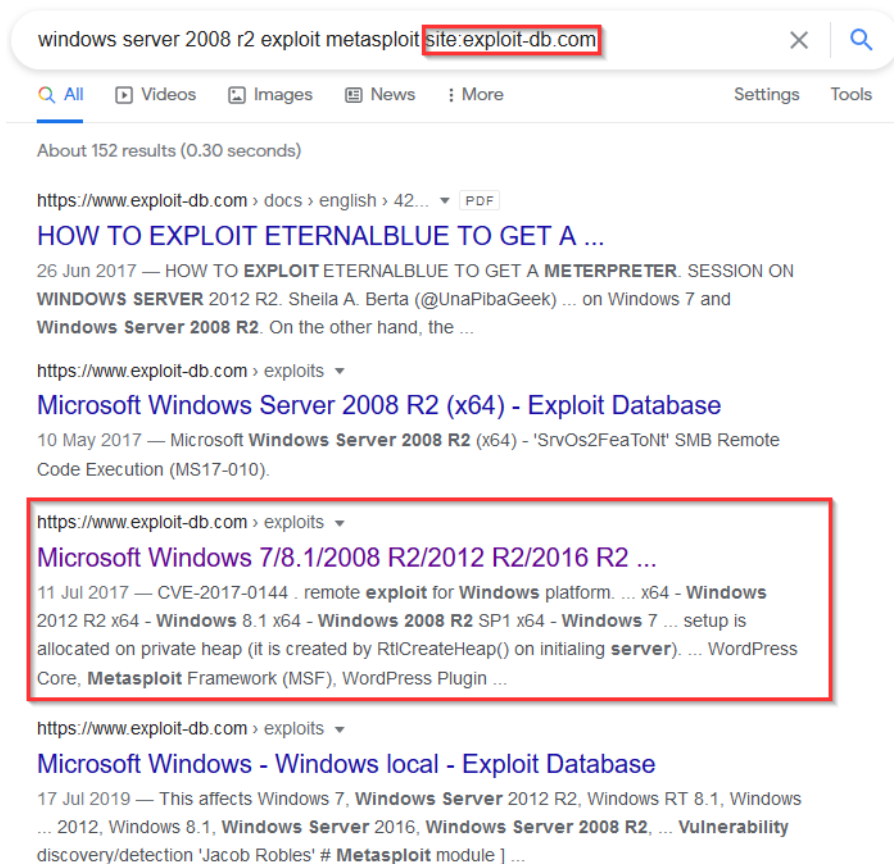 windows server 2008 r2 exploit metasploit site:exploit-db.com
All Videos Images News More Settings Tools
About 152 results (0.30 seconds)
https://www.exploit-db.com › docs › english › 42... PDF
HOW TO EXPLOIT ETERNALBLUE TO GET A ...
26 Jun 2017 — HOW TO EXPLOIT ETERNALBLUE TO GET A METERPRETER. SESSION ON
WINDOWS SERVER 2012 R2. Sheila A. Berta (@UnaPibaGeek) ... on Windows 7 and
Windows Server 2008 R2. On the other hand, the ...
https://www.exploit-db.com › exploits
Microsoft Windows Server 2008 R2 (x64) - Exploit Database
10 May 2017 — Microsoft Windows Server 2008 R2 (x64) - 'SrvOs2FeaToNt' SMB Remote
Code Execution (MS17-010).
https://www.exploit-db.com › exploits
Microsoft Windows 7/8.1/2008 R2/2012 R2/2016 R2 ...
11 Jul 2017 — CVE-2017-0144 . remote exploit for Windows platform. ... x64 - Windows
2012 R2 x64 - Windows 8.1 x64 - Windows 2008 R2 SP1 x64 - Windows 7 ... setup is
allocated on private heap (it is created by RtlCreateHeap() on initialing server). ... WordPress
Core, Metasploit Framework (MSF), WordPress Plugin ...
https://www.exploit-db.com › exploits
Microsoft Windows - Windows local - Exploit Database
17 Jul 2019 — This affects Windows 7, Windows Server 2012 R2, Windows RT 8.1, Windows
... 2012, Windows 8.1, Windows Server 2016, Windows Server 2008 R2, ... Vulnerability
discovery/detection 'Jacob Robles' # Metasploit module ] ...